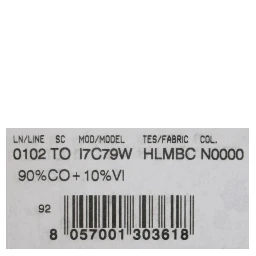 LN/LINE SC MOD/MODEL TES/FABRIC COL.
0102 TO I7C79W HLMBC N0000
90%CO+10%VI
92
8 057001 303618